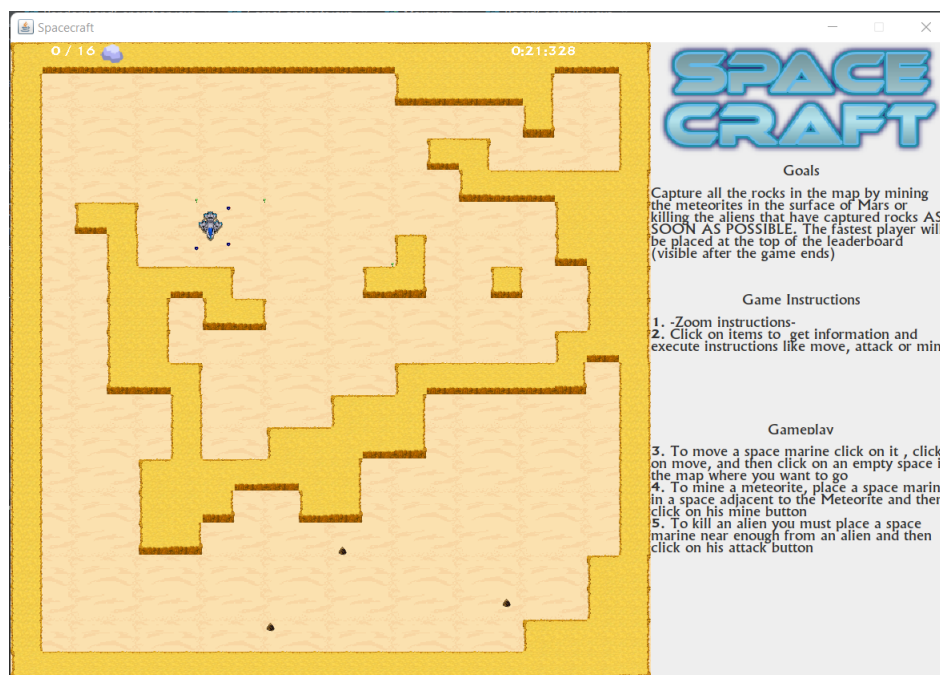 Spacecraft
0 / 16
0:21:328
SPACE
CRAFT
Goals
Capture all the rocks in the map by mining
the meteorites in the surface of Mars or
killing the aliens that have captured rocks AS
SOON AS POSSIBLE. The fastest player will
be placed at the top of the leaderboard
(visible after the game ends)
Game Instructions
1. -Zoom instructions-
2. Click on items to get information and
execute instructions like move, attack or min
Gameplay
3. To move a space marine click on it , click
on move, and then click on an empty space i
the map where you want to go
4. To mine a meteorite, place a space marin
in a space adjacent to the Meteorite and then
click on his mine button
5. To kill an alien you must place a space
marine near enough from an alien and then
click on his attack button